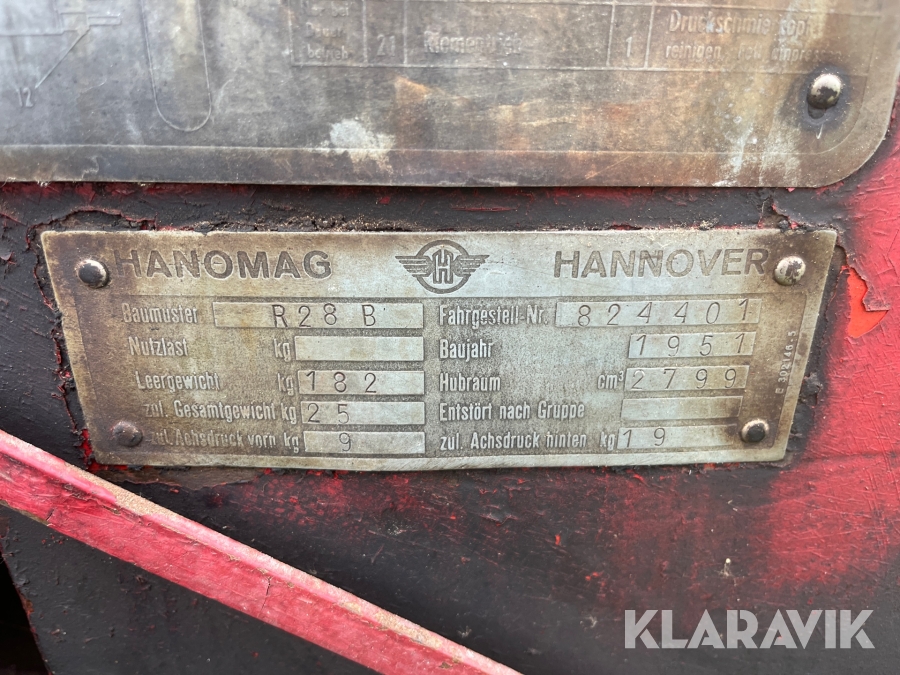 21
1
Druckschmie
reinigen
12
HANOMAG H HANNOVER
Baumuster R28 B Fahrgestell-Nr. 824401
Nutzlast kg Baujahr 1951
Leergewicht kg 182 Hubraum cm³ 2799
zul. Gesamtgewicht kg 25 Entstört nach Gruppe
zul. Achsdruck vorn kg 9 zul. Achsdruck hinten kg 19
KLARAVIK